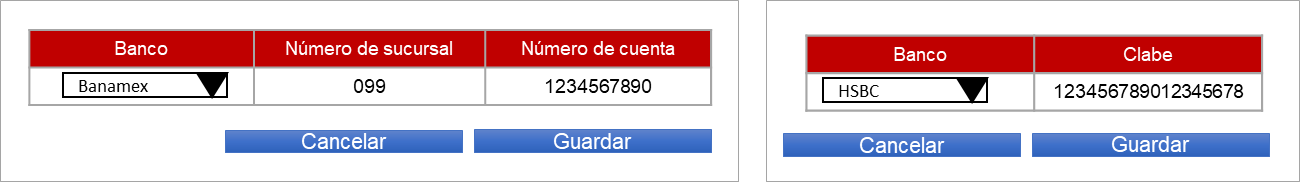 Banco Número de sucursal Número de cuenta
Banamex 099 1234567890
Cancelar Guardar
Banco Clabe
HSBC 123456789012345678
Cancelar Guardar